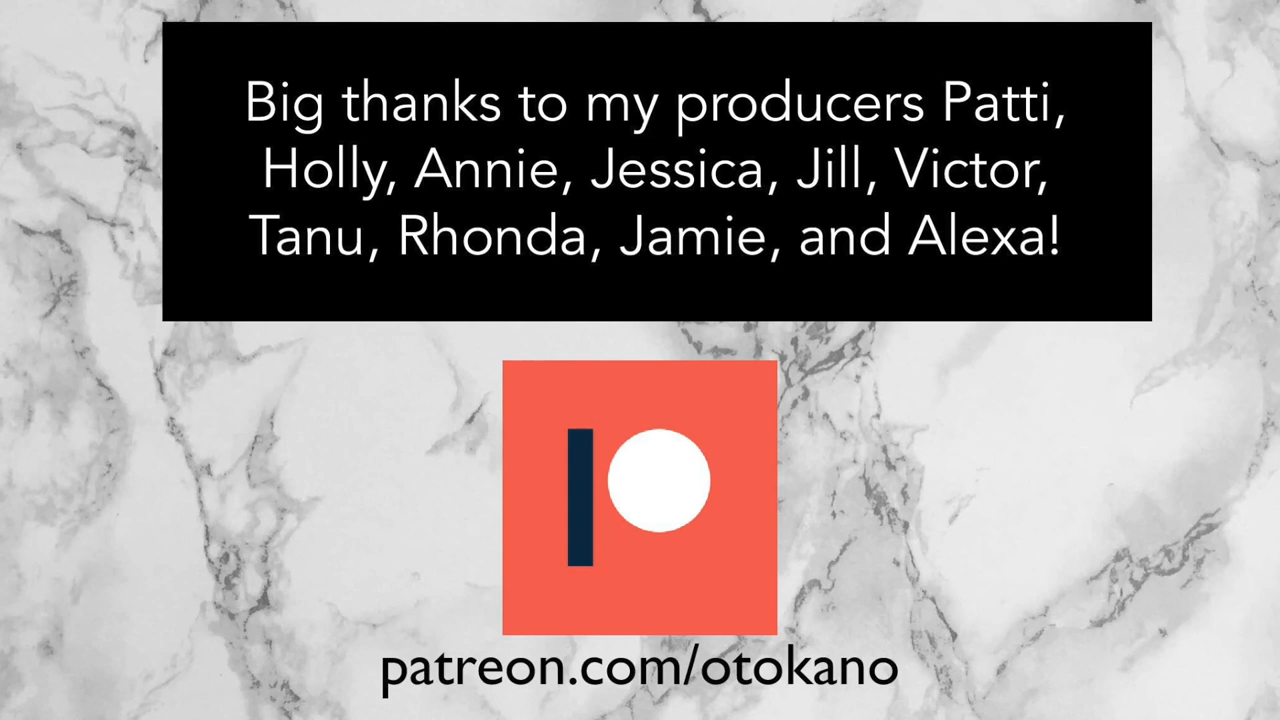 Big thanks to my producers Patti,
Holly, Annie, Jessica, Jill, Victor,
Tanu, Rhonda, Jamie, and Alexa!
patreon.com/otokano